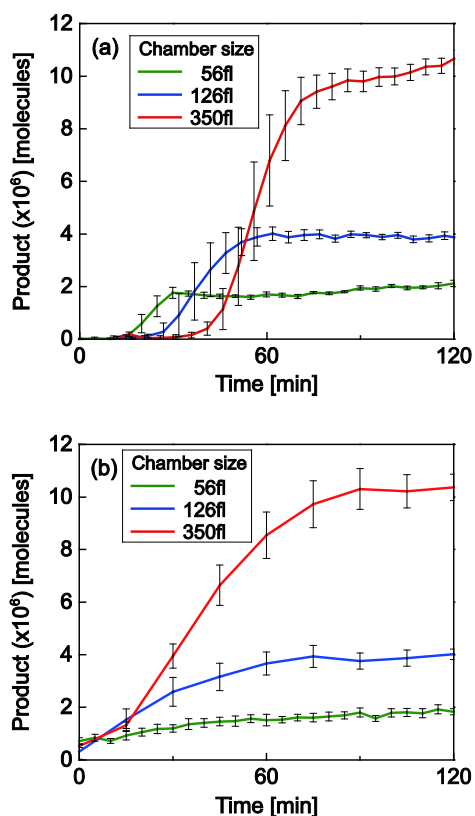 (a)
Chamber size
56fl
126fl
350fl
Product (x10⁶) [molecules]
12
10
8
6
4
2
0
0
60
120
Time [min]
(b)
Chamber size
56fl
126fl
350fl
Product (x10⁶) [molecules]
12
10
8
6
4
2
0
0
60
120
Time [min]